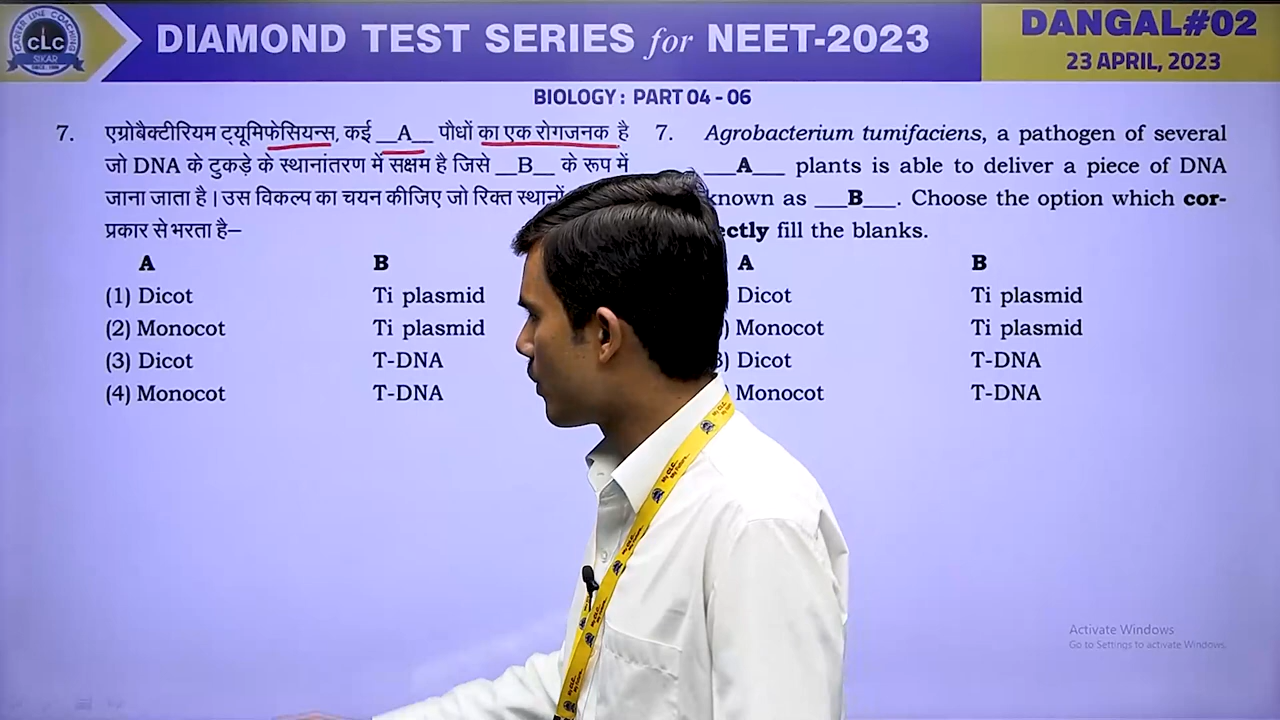 CLC
SIKAR
DIAMOND TEST SERIES for NEET-2023
DANGAL#02
23 APRIL, 2023
BIOLOGY : PART 04 - 06
7. एग्रोबैक्टीरियम ट्यूमिफेसियन्स, कई __A__ पौधों का एक रोगजनक है
जो DNA के टुकड़े के स्थानांतरण में सक्षम है जिसे __B__ के रूप में
जाना जाता है। उस विकल्प का चयन कीजिए जो रिक्त स्थानों
प्रकार से भरता है–
A B
(1) Dicot Ti plasmid
(2) Monocot Ti plasmid
(3) Dicot T-DNA
(4) Monocot T-DNA
7. Agrobacterium tumifaciens, a pathogen of several
___A___ plants is able to deliver a piece of DNA
known as ___B___. Choose the option which cor-
ectly fill the blanks.
A B
) Dicot Ti plasmid
) Monocot Ti plasmid
3) Dicot T-DNA
) Monocot T-DNA
Activate Windows
Go to Settings to activate Windows.